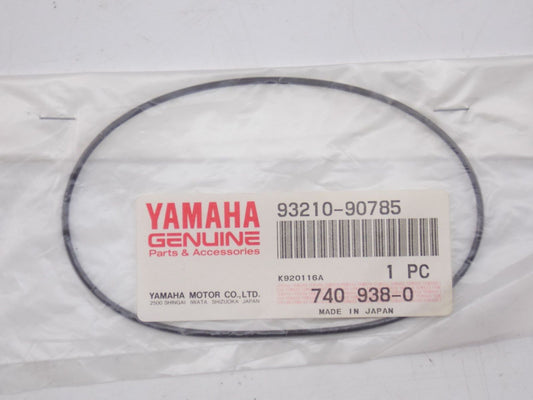 YAMAHA
GENUINE
Parts & Accessories
93210-90785
K920116A
1 PC
YAMAHA MOTOR CO.,LTD.
2500 SHINGAI IWATA SHIZUOKA JAPAN
740 938-0
MADE IN JAPAN